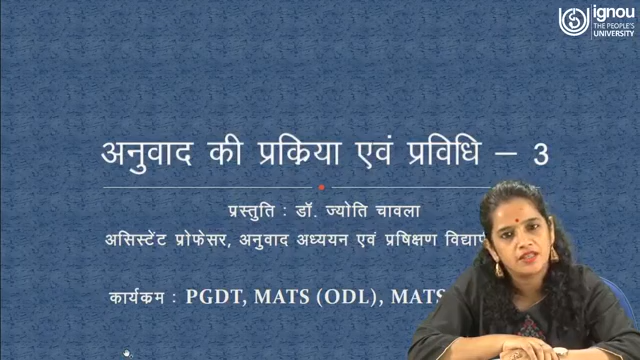 ignou
THE PEOPLE'S
UNIVERSITY
अनुवाद की प्रक्रिया एवं प्रविधि – 3
प्रस्तुति : डॉ. ज्योति चावला
असिस्टेंट प्रोफेसर, अनुवाद अध्ययन एवं प्रषिक्षण विद्याप
कार्यक्रम : PGDT, MATS (ODL), MATS